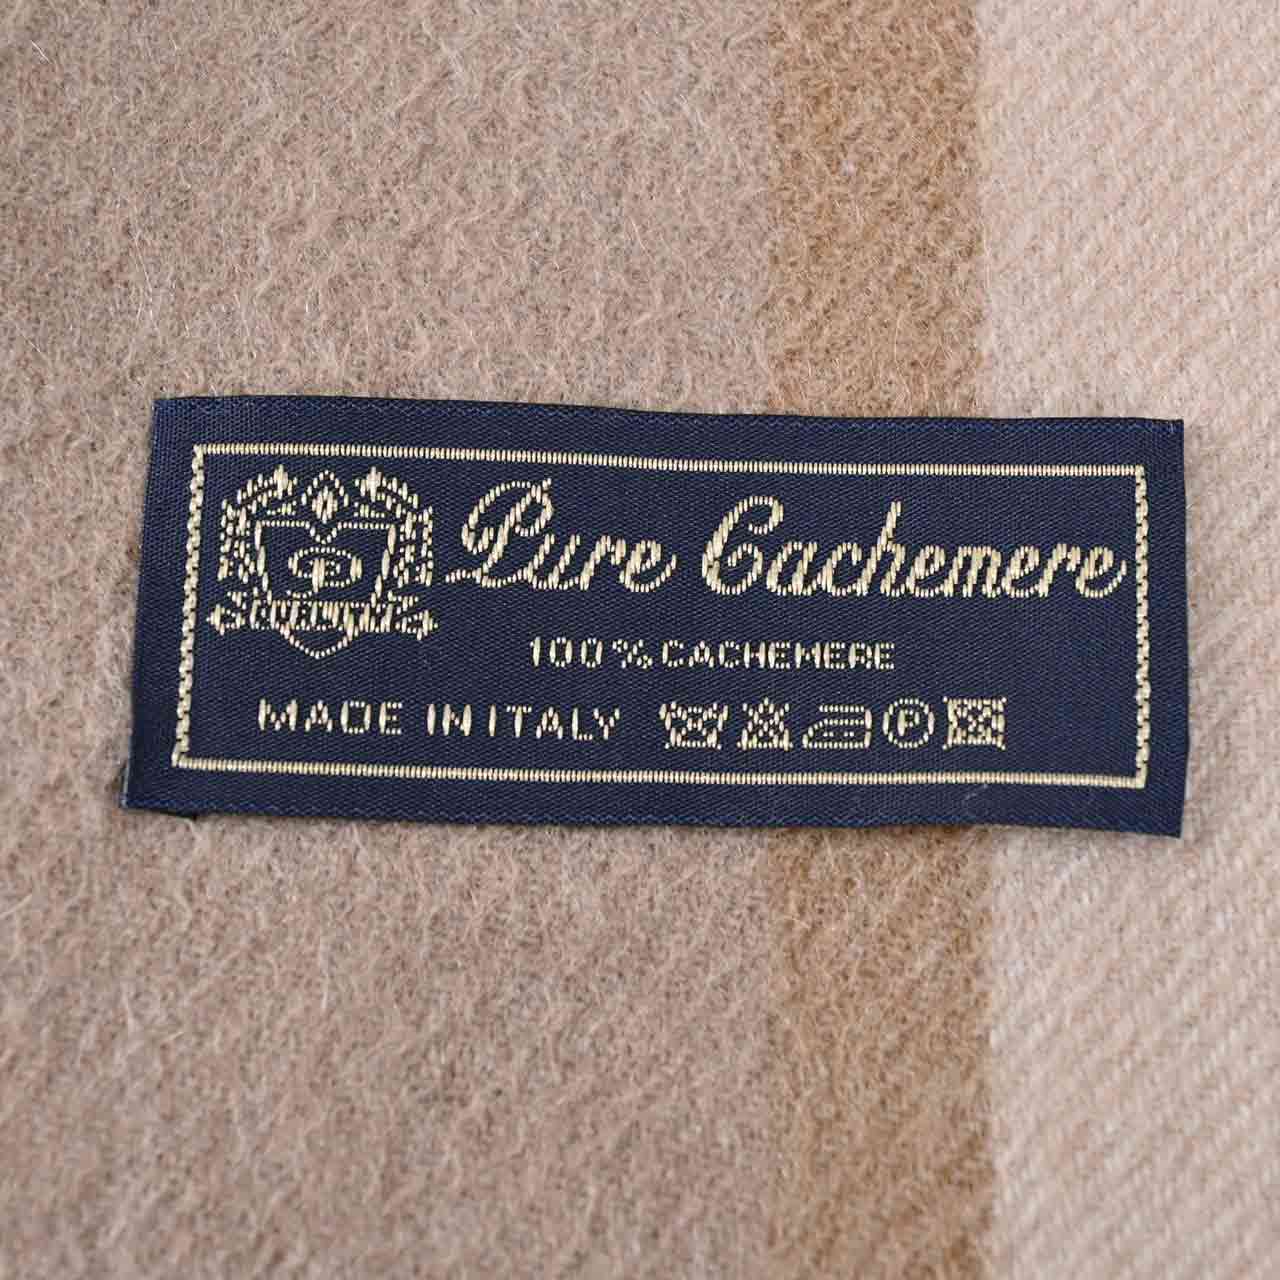 Pure Cachemere
100% CACHEMERE
MADE IN ITALY P